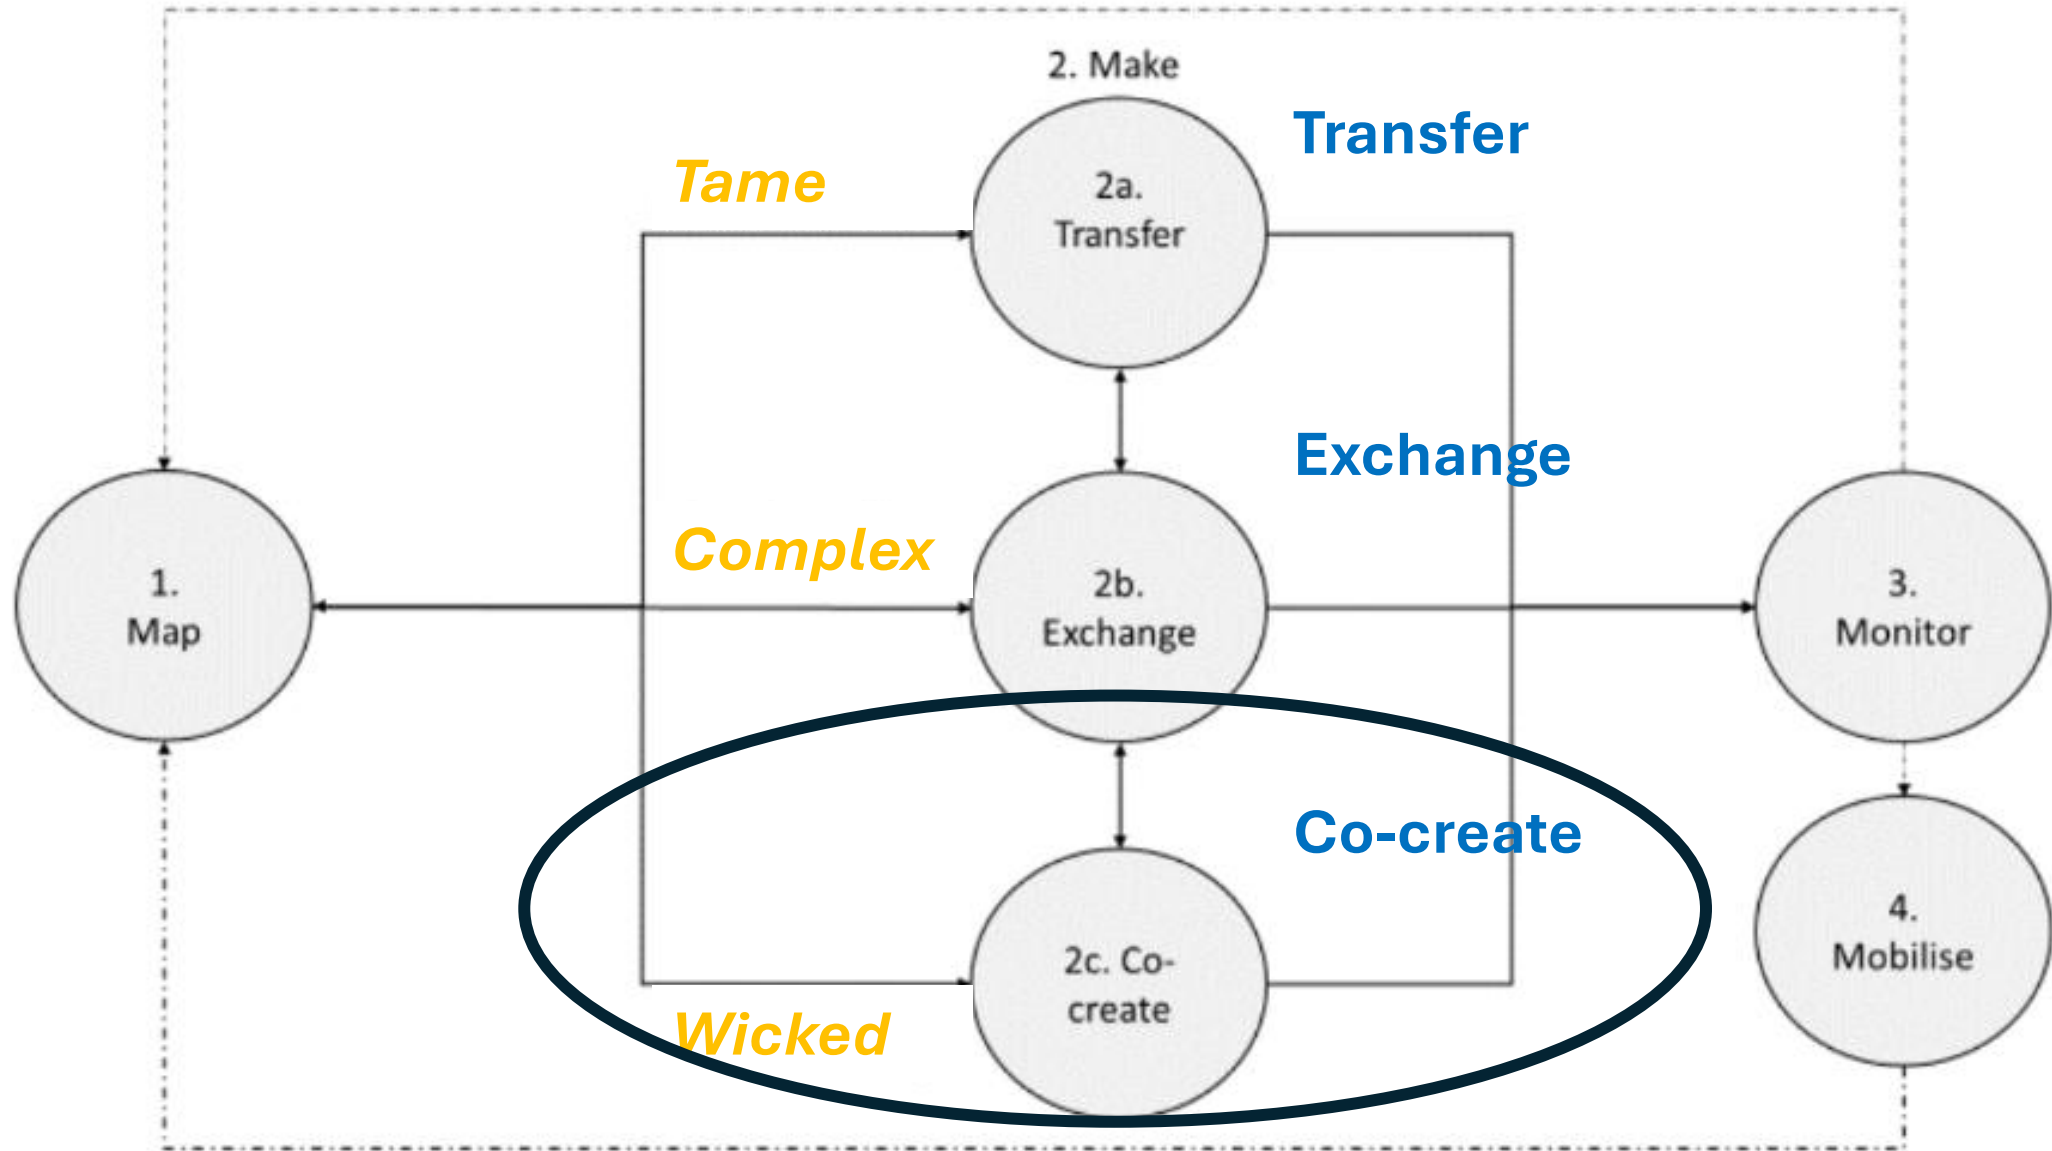 2. Make
Transfer
Tame
2a.
Transfer
Exchange
Complex
1.
Map
2b.
Exchange
3.
Monitor
Co-create
4.
Mobilise
2c. Co-
create
Wicked